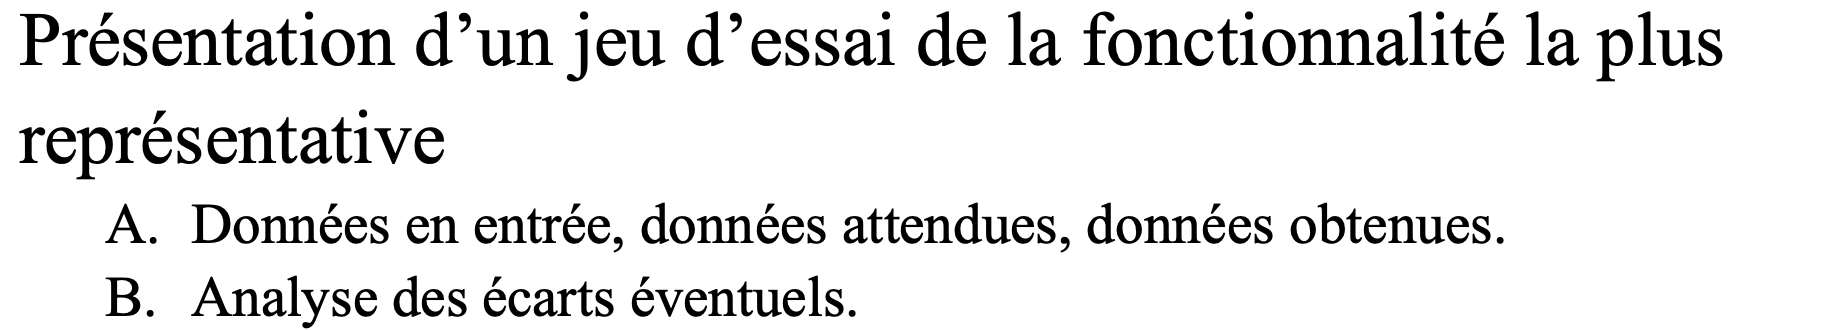 Présentation d’un jeu d’essai de la fonctionnalité la plus
représentative
A. Données en entrée, données attendues, données obtenues.
B. Analyse des écarts éventuels.